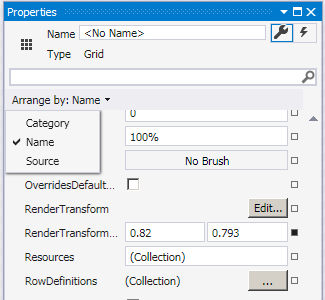 Properties
Name <No Name>
Type Grid
Arrange by: Name
Category
Name
Source
0
100%
No Brush
OverridesDefault...
RenderTransform Edit...
RenderTransform... 0.82 0.793
Resources (Collection)
RowDefinitions (Collection) ...